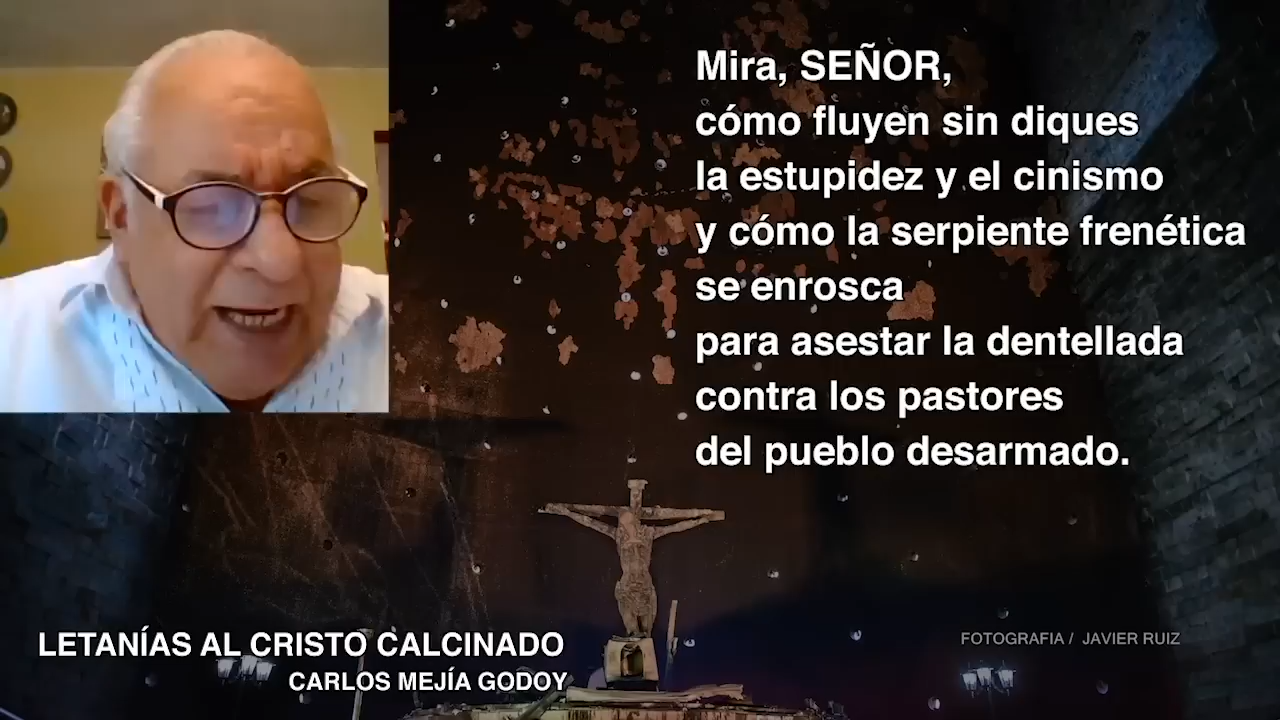 Mira, SEÑOR,
cómo fluyen sin diques
la estupidez y el cinismo
y cómo la serpiente frenética
se enrosca
para asestar la dentellada
contra los pastores
del pueblo desarmado.
LETANÍAS AL CRISTO CALCINADO
CARLOS MEJÍA GODOY
FOTOGRAFIA / JAVIER RUIZ